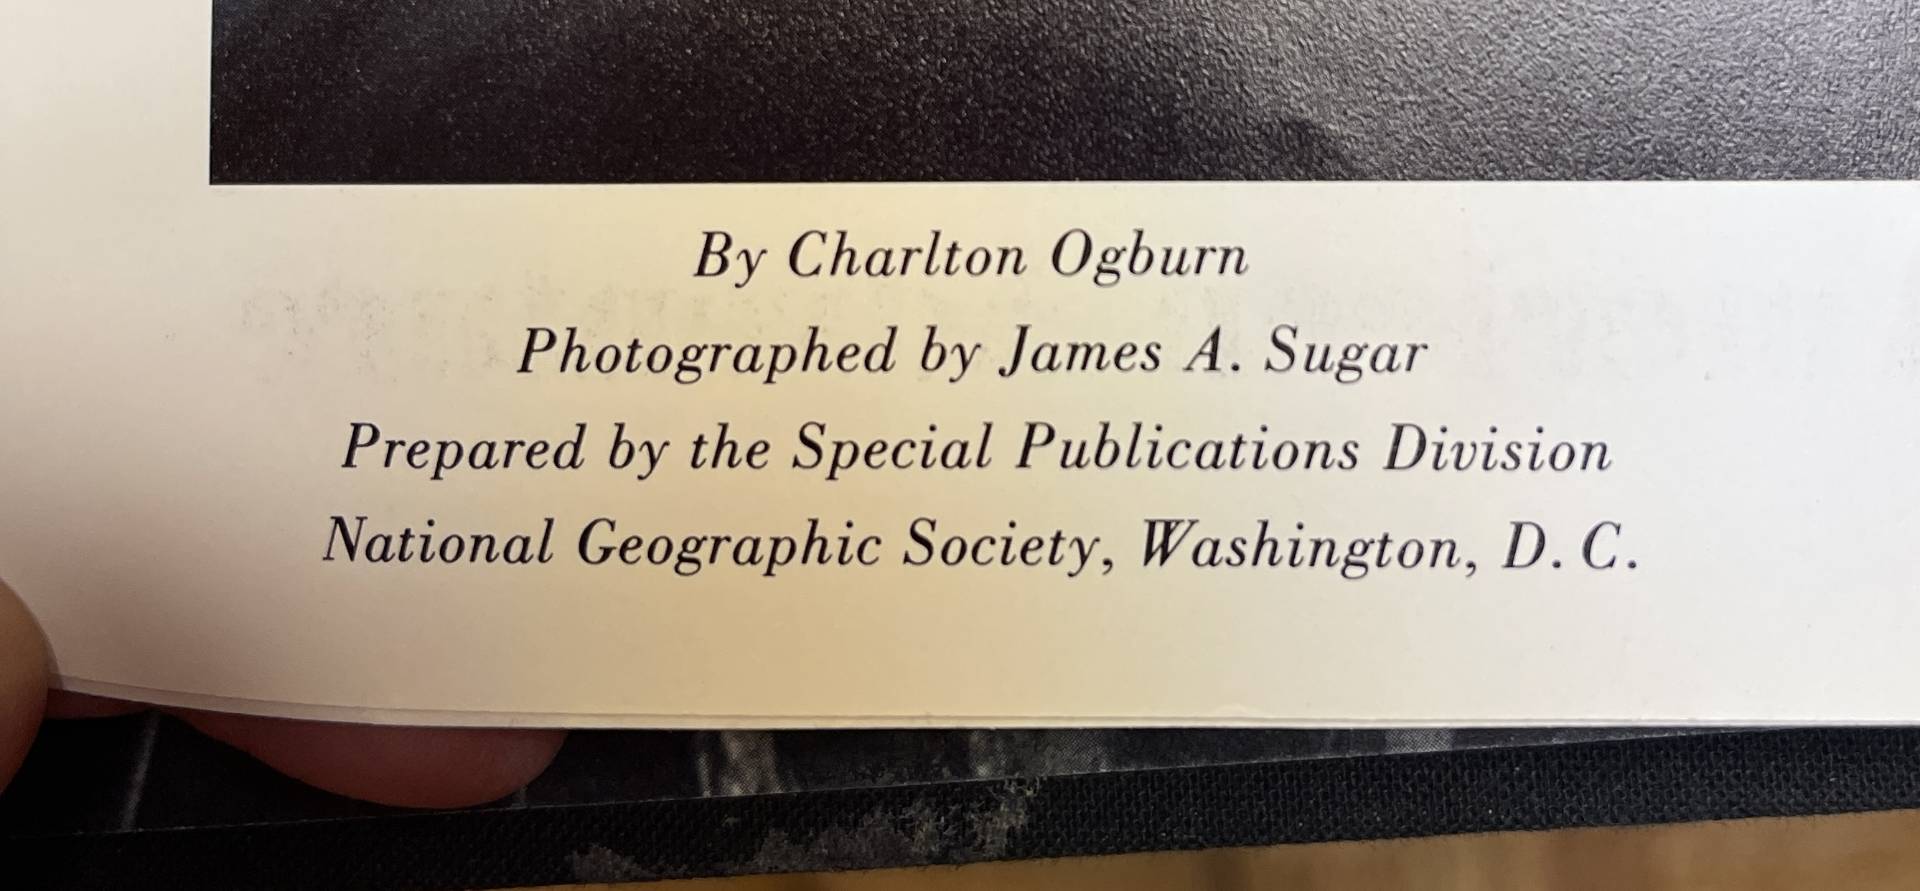 By Charlton Ogburn
Photographed by James A. Sugar
Prepared by the Special Publications Division
National Geographic Society, Washington, D. C.